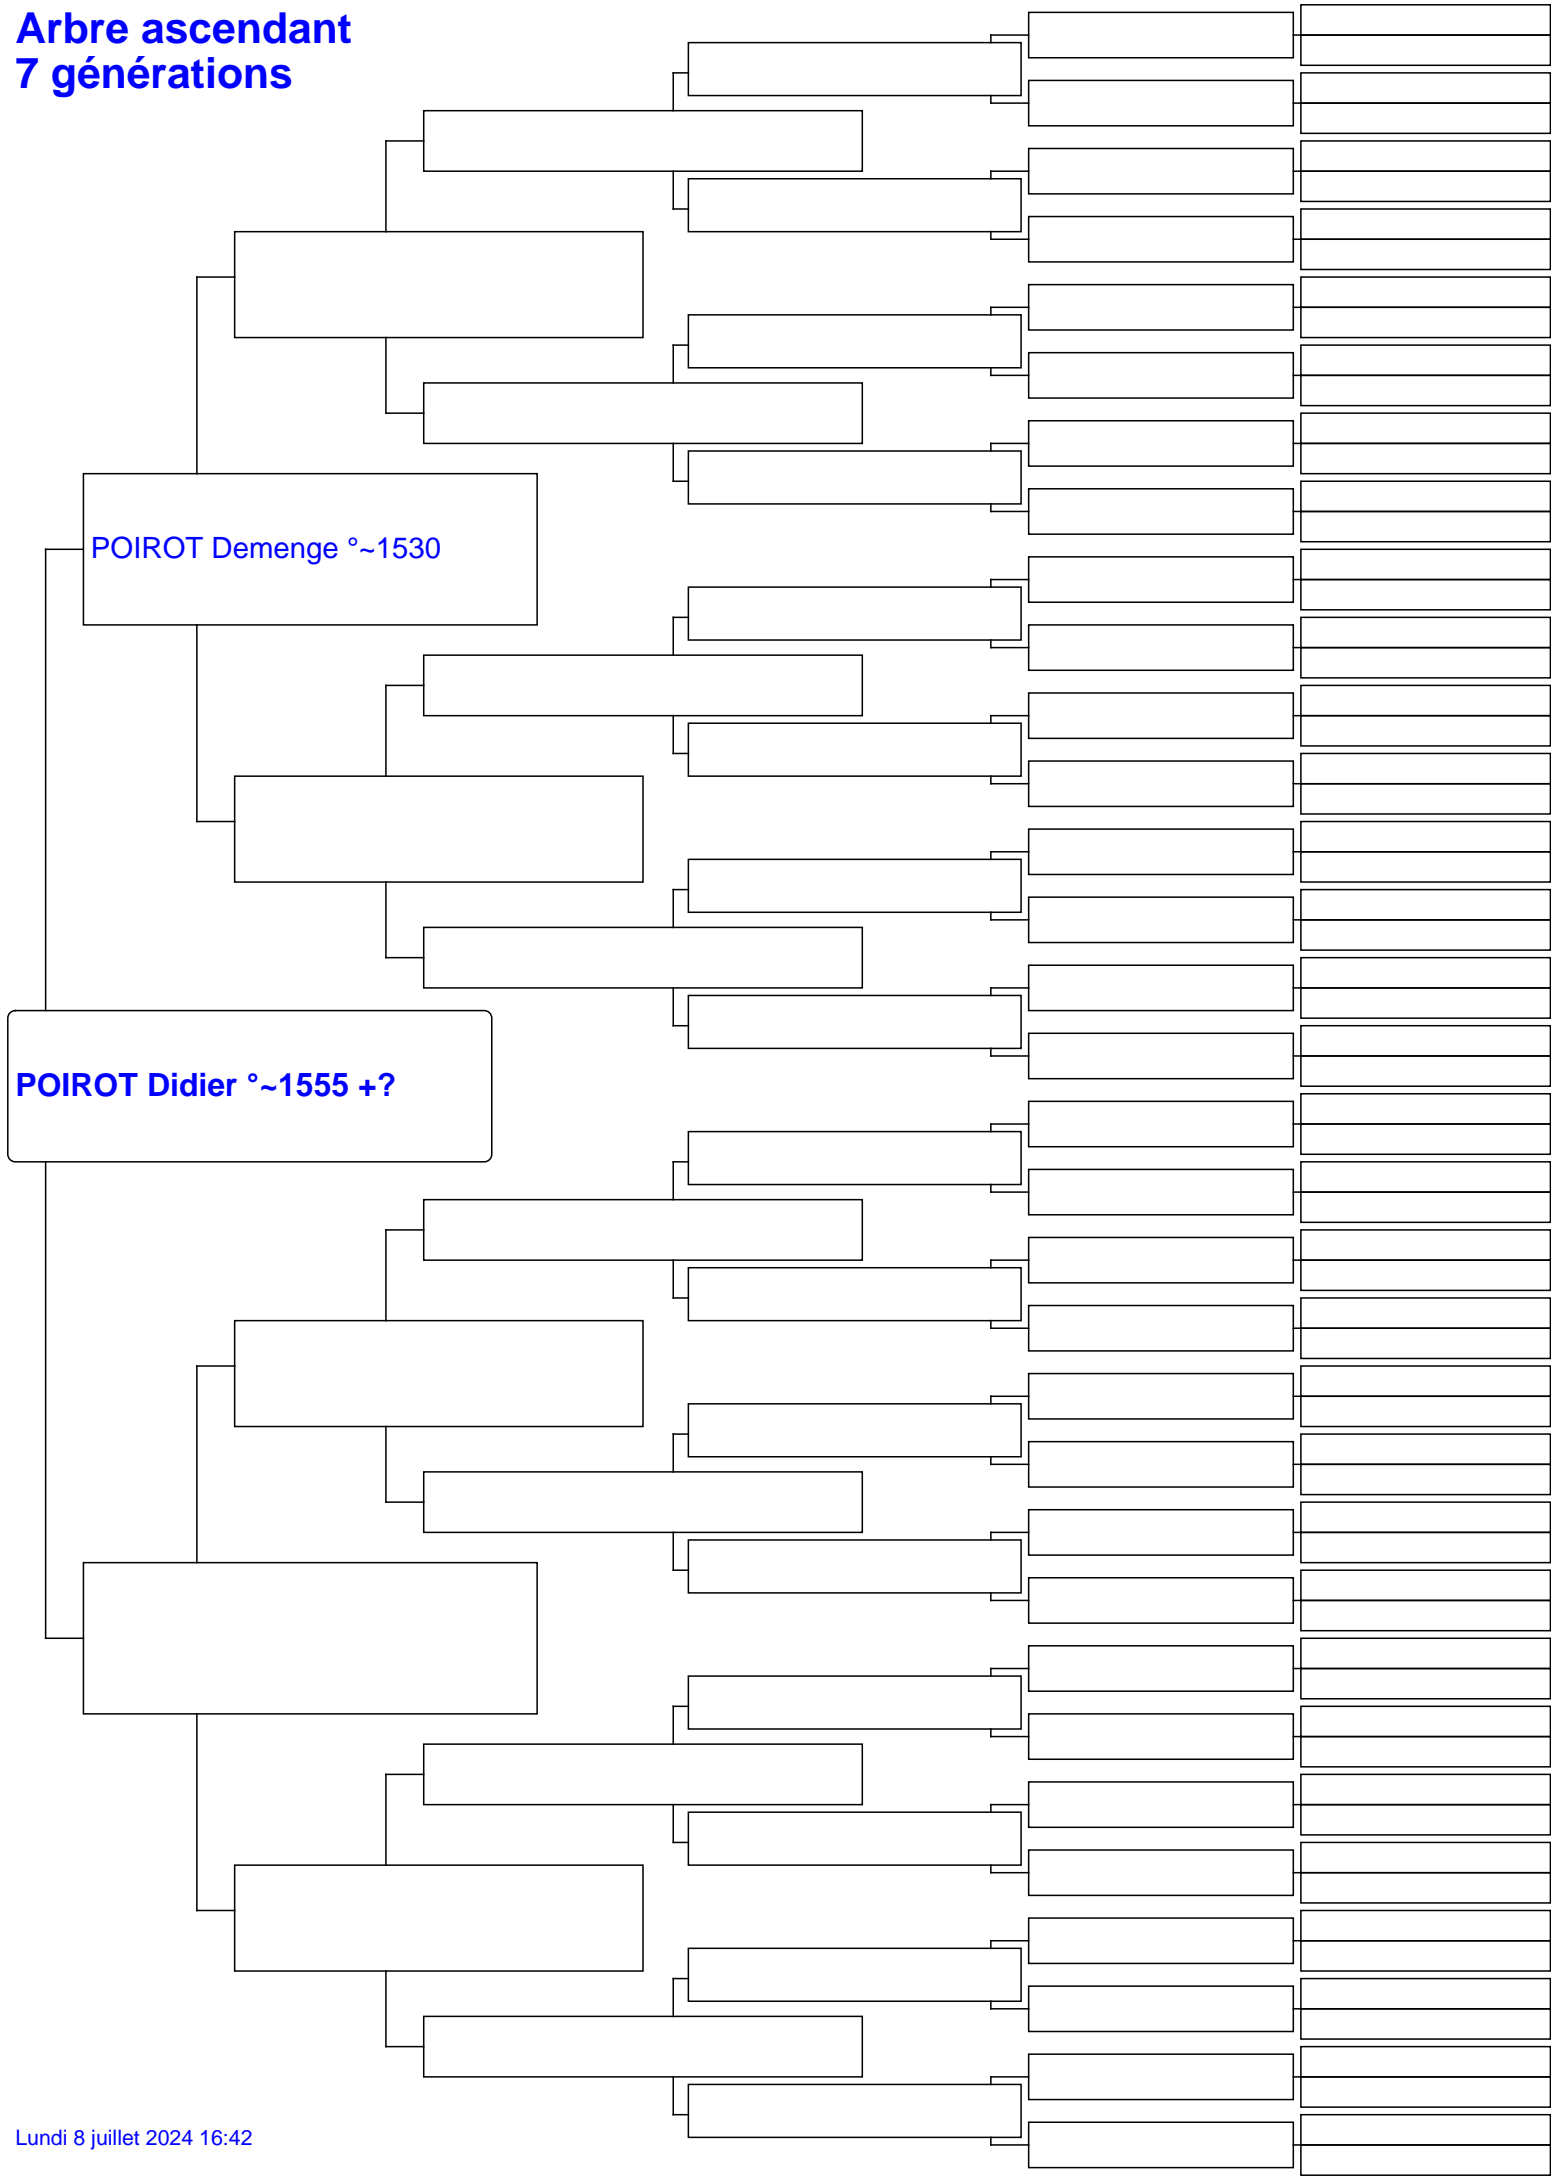 Arbre ascendant
7 générations
POIROT Demenge °~1530
POIROT Didier °~1555 +?
Lundi 8 juillet 2024 16:42